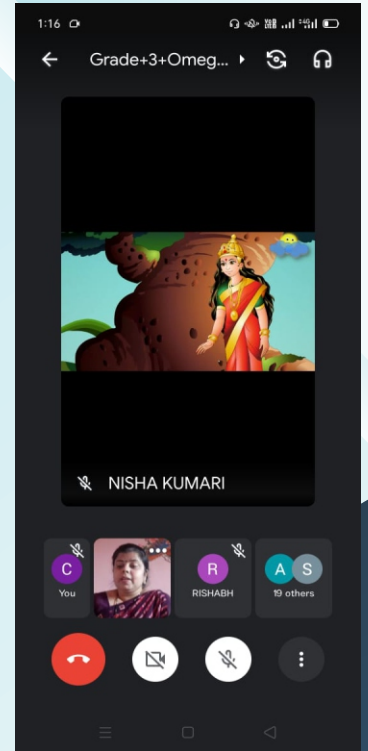 1:16
Grade+3+Omeg...
NISHA KUMARI
C
You
R
RISHABH
A S
19 others